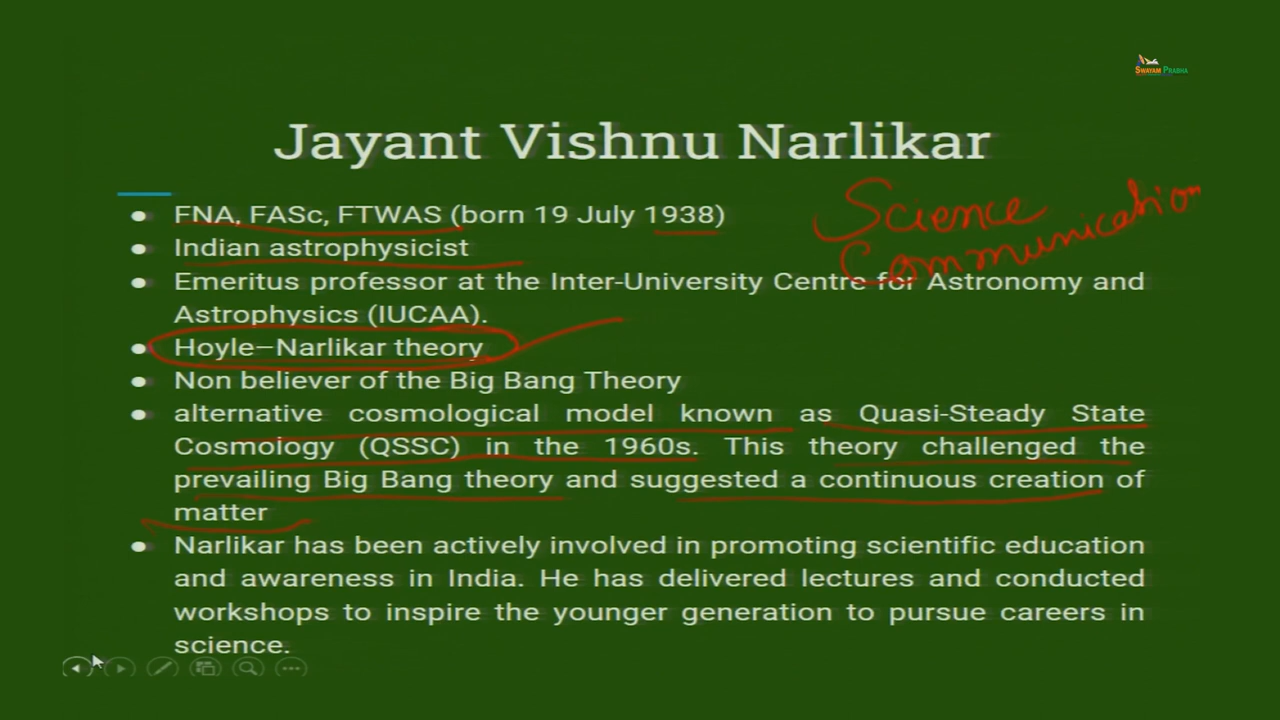 SWAYAM PRABHA
Jayant Vishnu Narlikar
FNA, FASc, FTWAS (born 19 July 1938)
Science
Communication
Indian astrophysicist
Emeritus professor at the Inter-University Centre for Astronomy and
Astrophysics (IUCAA).
Hoyle–Narlikar theory
Non believer of the Big Bang Theory
alternative cosmological model known as Quasi-Steady State
Cosmology (QSSC) in the 1960s. This theory challenged the
prevailing Big Bang theory and suggested a continuous creation of
matter
Narlikar has been actively involved in promoting scientific education
and awareness in India. He has delivered lectures and conducted
workshops to inspire the younger generation to pursue careers in
science.